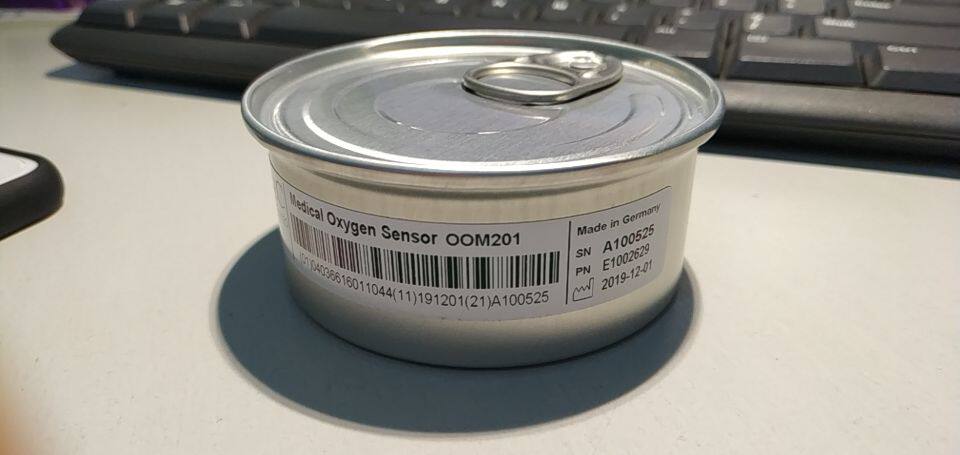 Medical Oxygen Sensor OOM201
(01)04036616011044(11)191201(21)A100525
Made in Germany
SN A100525
PN E1002629
2019-12-01